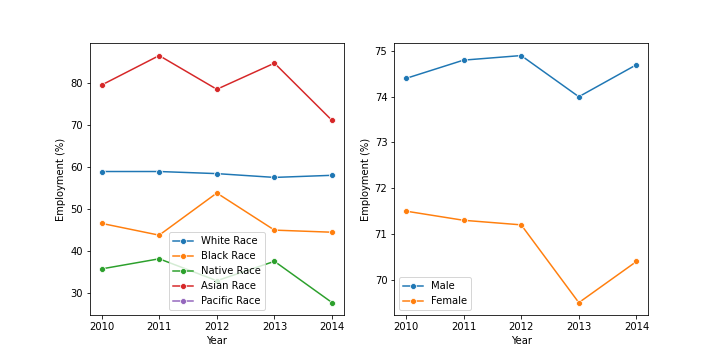 80
70
60
50
40
30
Employment (%)
2010 2011 2012 2013 2014
Year
White Race
Black Race
Native Race
Asian Race
Pacific Race
75
74
73
72
71
70
Employment (%)
2010 2011 2012 2013 2014
Year
Male
Female